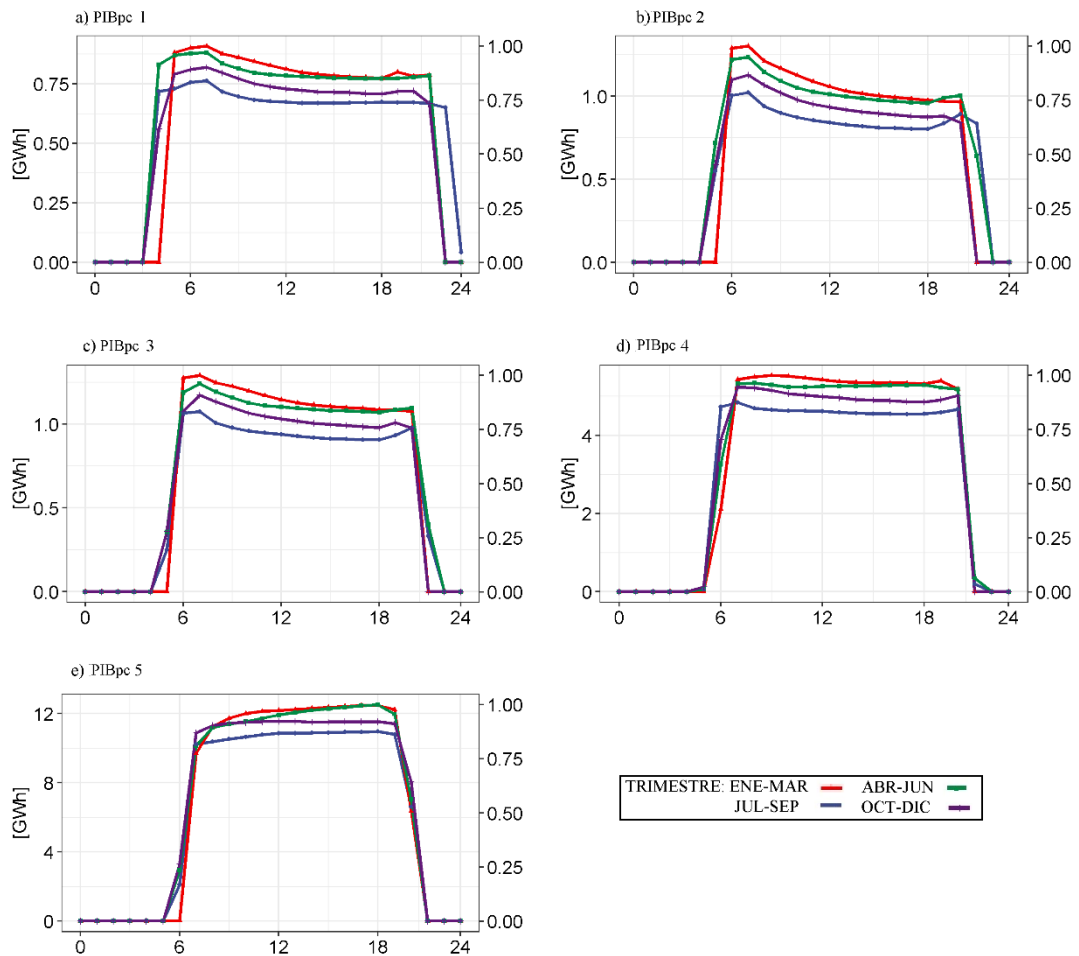 a) PIBpc 1
b) PIBpc 2
[GWh]
0.75
0.50
0.25
0.00
1.00
0.75
0.50
0.25
0.00
0 6 12 18 24
[GWh]
1.0
0.5
0.0
1.00
0.75
0.50
0.25
0.00
0 6 12 18 24
c) PIBpc 3
d) PIBpc 4
[GWh]
1.0
0.5
0.0
1.00
0.75
0.50
0.25
0.00
0 6 12 18 24
[GWh]
4
2
0
1.00
0.75
0.50
0.25
0.00
0 6 12 18 24
e) PIBpc 5
[GWh]
12
8
4
0
1.00
0.75
0.50
0.25
0.00
0 6 12 18 24
TRIMESTRE: ENE-MAR ABR-JUN
JUL-SEP OCT-DIC